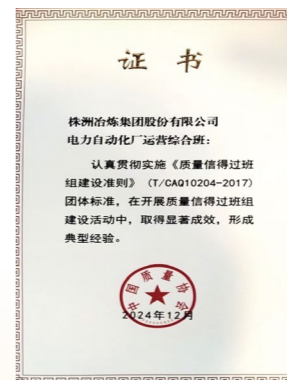 证 书
株洲冶炼集团股份有限公司
电力自动化厂运营综合班：
认真贯彻实施《质量信得过班
组建设准则》（T/CAQ10204-2017）
团体标准，在开展质量信得过班组
建设活动中，取得显著成效，形成
典型经验。
中国质量协会
2024年12月